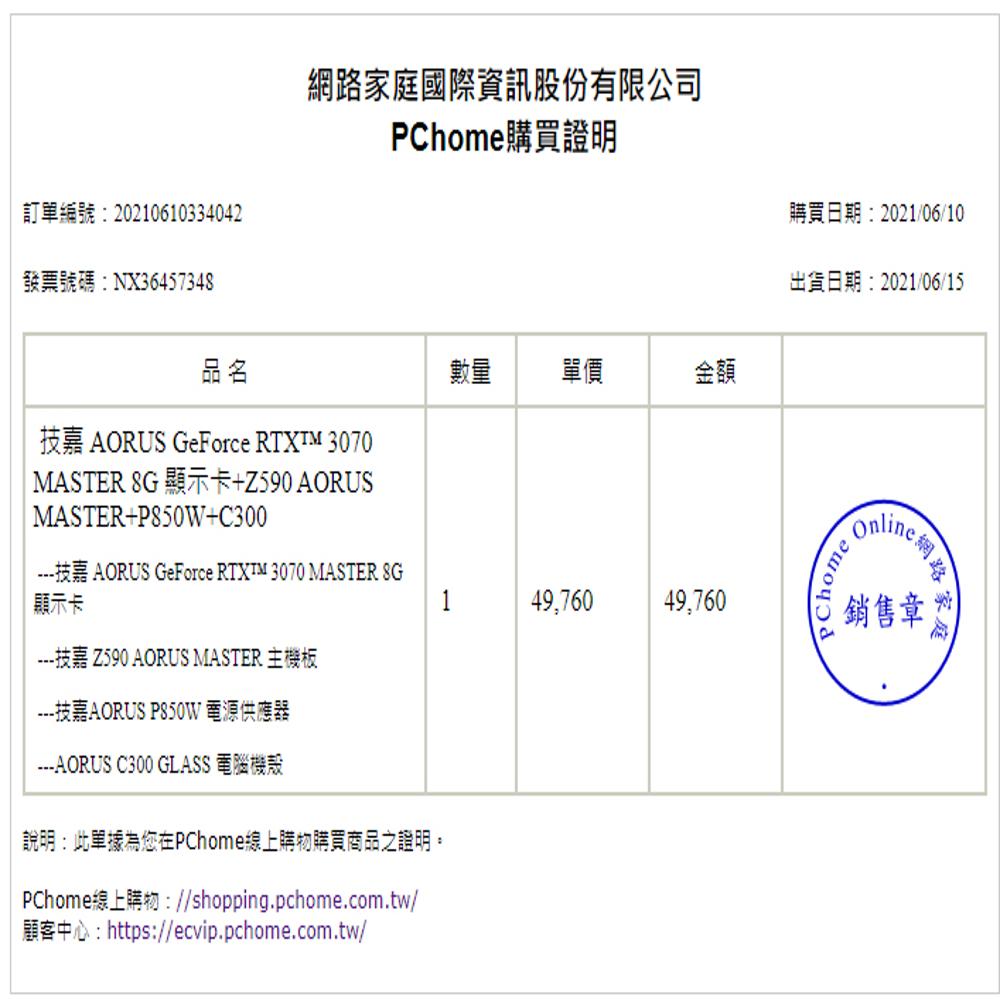 網路家庭國際資訊股份有限公司
PChome購買證明
訂單編號：20210610334042
購買日期：2021/06/10
發票號碼：NX36457348
出貨日期：2021/06/15
品 名
數量
單價
金額
技嘉 AORUS GeForce RTX™ 3070
MASTER 8G 顯示卡+Z590 AORUS
MASTER+P850W+C300
---技嘉 AORUS GeForce RTX™ 3070 MASTER 8G
顯示卡
---技嘉 Z590 AORUS MASTER 主機板
---技嘉AORUS P850W 電源供應器
---AORUS C300 GLASS 電腦機殼
1
49,760
49,760
PChome Online網路家庭
銷售章
說明：此單據為您在PChome線上購物購買商品之證明。
PChome線上購物：//shopping.pchome.com.tw/
顧客中心：https://ecvip.pchome.com.tw/